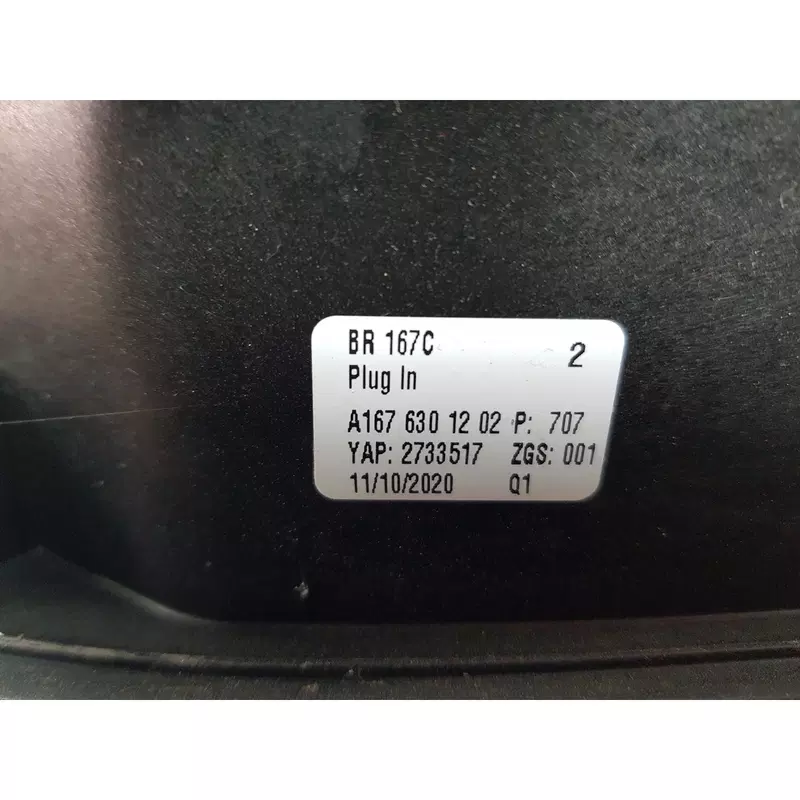 BR 167C 2
Plug In
A167 630 12 02 P: 707
YAP: 2733517 ZGS: 001
11/10/2020 Q1